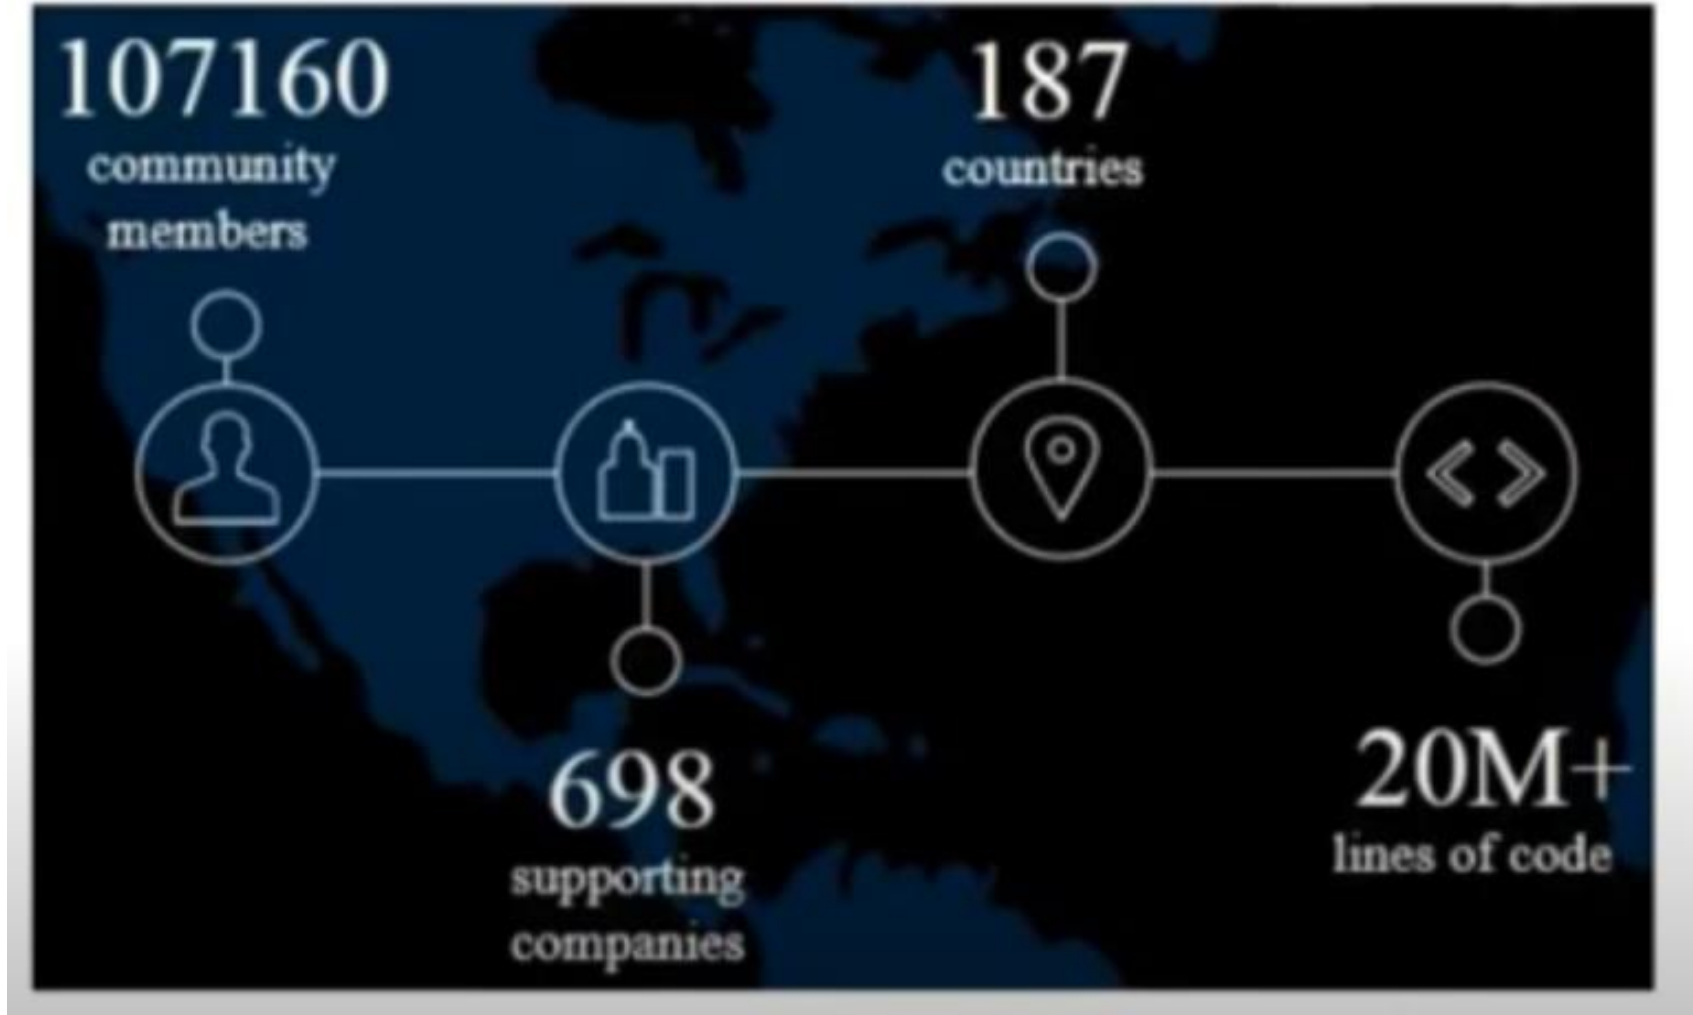 107160
community
members
698
supporting
companies
187
countries
20M+
lines of code